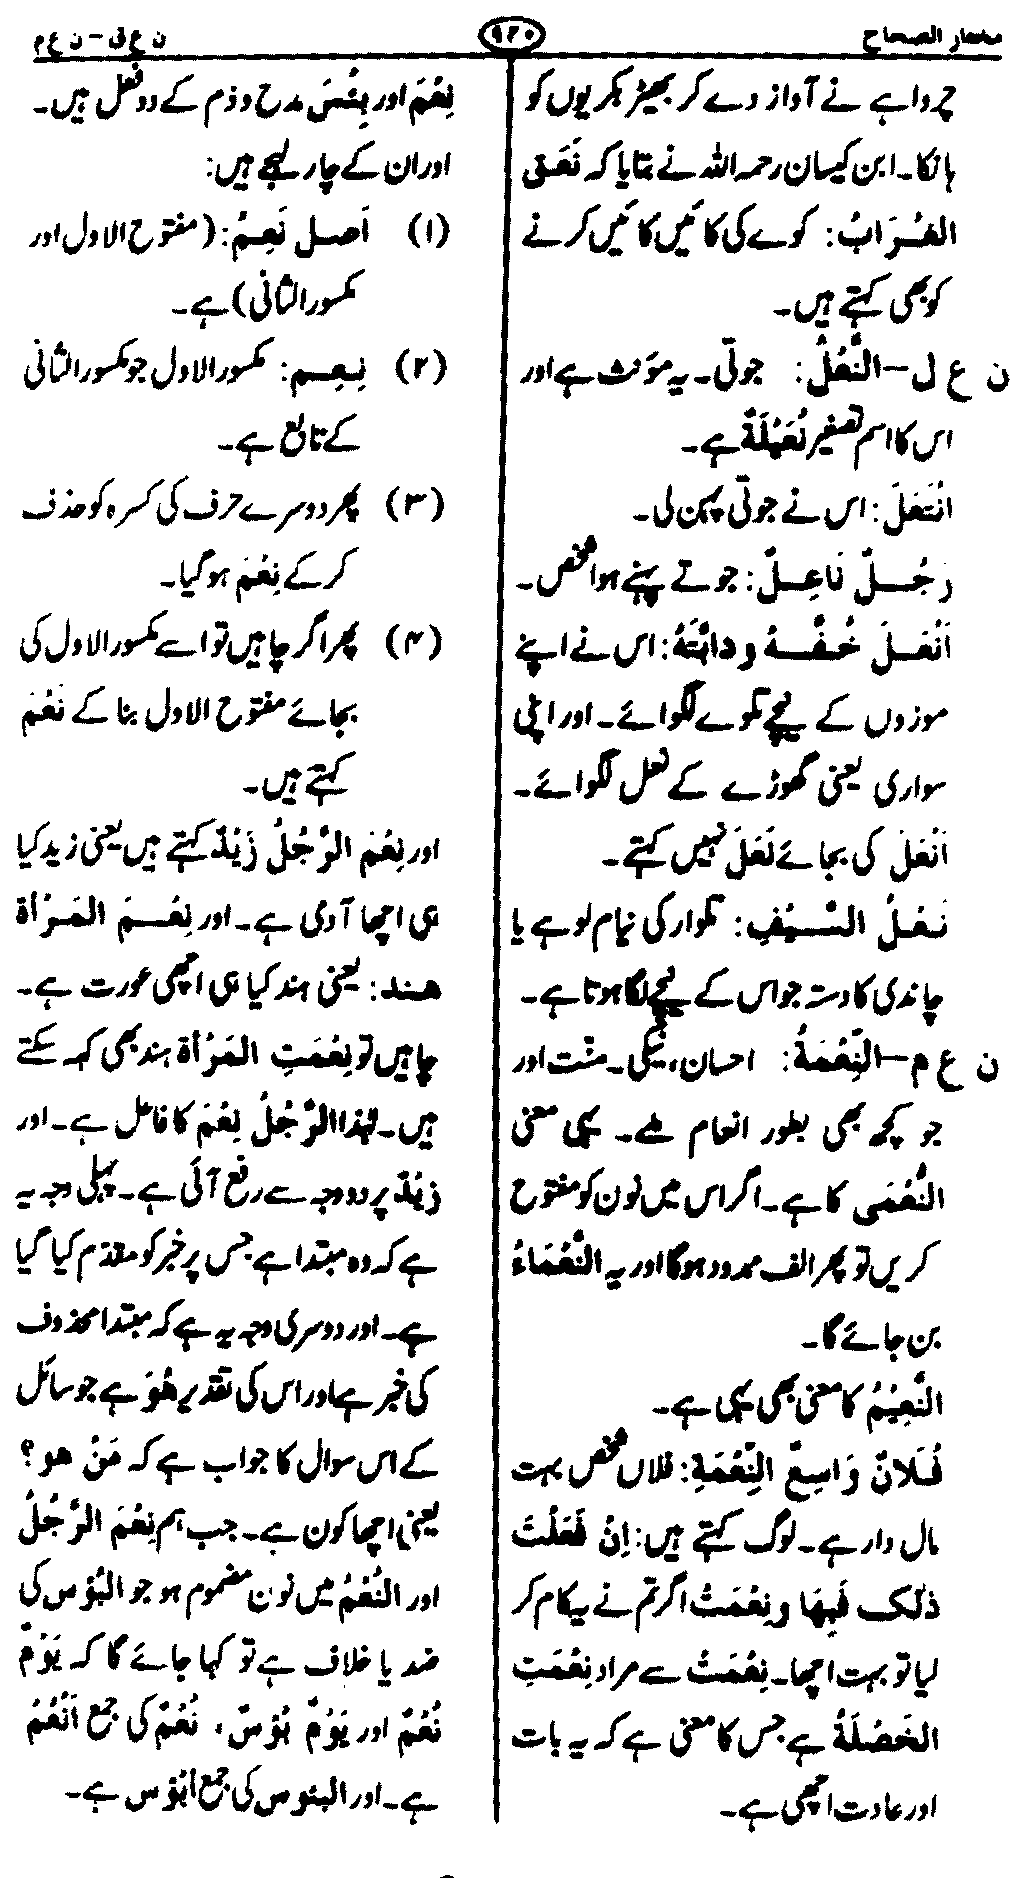 مختار الصحاح
۹۲۰
ن ع ق – ن ع م
چرواہے نے آواز دے کر بھیڑ بکریوں کو
ہانکا۔ ابن کیسان رحمہ اللہ نے بتایا کہ نَعَق
الغُرَابُ: کوے کی کائیں کائیں کرنے
کو بھی کہتے ہیں۔
ن ع ل – النَّعْلُ: جوتی۔ یہ مؤنث ہے اور
اس کا اسم تصغیر نُعَیْلَةٌ ہے۔
انْتَعَلَ: اس نے جوتی پہن لی۔
رَجُلٌ نَاعِلٌ: جوتے پہنے ہوا شخص۔
اَنْعَلَ خُفَّهُ و دابَّتَهُ: اس نے اپنے
موزوں کے نیچے تلوے لگوائے۔ اور اپنی
سواری یعنی گھوڑے کے نعل لگوائے۔
اَنْعَلَ کی بجائے نَعَلَ نہیں کہتے۔
نَعْلُ السَّیْفِ: تلوار کی نیام لوہے یا
چاندی کا دستہ جو اس کے نیچے لگا ہوتا ہے۔
ن ع م – النِّعْمَةُ: احسان، نیکی۔ منّت اور
جو کچھ بھی بطور انعام ملے۔ یہی معنی
النُّعْمَی کا ہے۔ اگر اس میں نون کو مفتوح
کریں تو پھر الف ممدود ہوگا اور یہ النَّعْمَاءُ
بن جائے گا۔
النَّعِیْمُ کا معنی بھی یہی ہے۔
فُلَانٌ وَاسِعُ النِّعْمَةِ: فلاں شخص بہت
مال دار ہے۔ لوگ کہتے ہیں: اِنْ فَعَلْتَ
ذٰلِک فَبِهَا و نِعْمَتْ اگر تم نے یہ کام کر
لیا تو بہت اچھا۔ نِعْمَتْ سے مراد نِعْمَتِ
الخَصْلَةُ ہے جس کا معنی ہے کہ یہ بات
اور عادت اچھی ہے۔
نِعْمَ اور بِئْسَ مدح و ذم کے دو فعل ہیں۔
اور ان کے چار لہجے ہیں:
(۱) اَصل نَعِمَ: (مفتوح الاول اور
مکسور الثانی) ہے۔
(۲) نِعِم: مکسور الاول جو مکسور الثانی
کے تابع ہے۔
(۳) پھر دوسرے حرف کی کسرہ کو حذف
کر کے نِعْمَ ہو گیا۔
(۴) پھر اگر چاہیں تو اسے مکسور الاول کی
بجائے مفتوح الاول بنا کے نَعْمَ
کہتے ہیں۔
اور نِعْمَ الرَّجُلُ زَیْدٌ کہتے ہیں یعنی زید کیا
ہی اچھا آدمی ہے۔ اور نِعْمَ المَرْأة
هند: یعنی ہند کیا ہی اچھی عورت ہے۔
چاہیں تو نِعْمَتِ المَرْأة ہند بھی کہہ سکتے
ہیں۔ لہٰذا الرَّجُلُ نِعْمَ کا فاعل ہے۔ اور
زَیْدٌ پر دو وجہ سے رفع آئی ہے۔ پہلی وجہ یہ
ہے کہ وہ مبتدا ہے جس پر خبر کو مقدم کیا گیا
ہے۔ اور دوسری وجہ یہ ہے کہ مبتدا محذوف
کی خبر ہے اور اس کی تقدیر هُوَ ہے جو سائل
کے اس سوال کا جواب ہے کہ مَنْ هو؟
یعنی اچھا کون ہے۔ جب ہم نِعْمَ الرَّجُلُ
اور النُّعْمُ میں نون مضموم ہو جو البُؤس کی
ضد یا خلاف ہے تو کہا جائے گا کہ یَوْمٌ
نُعْمٌ اور یَوْمٌ بُؤسٌ، نُعْمٌ کی جمع اَنْعُمُ
ہے۔ اور البئوس کی جمع اَبْؤس ہے۔